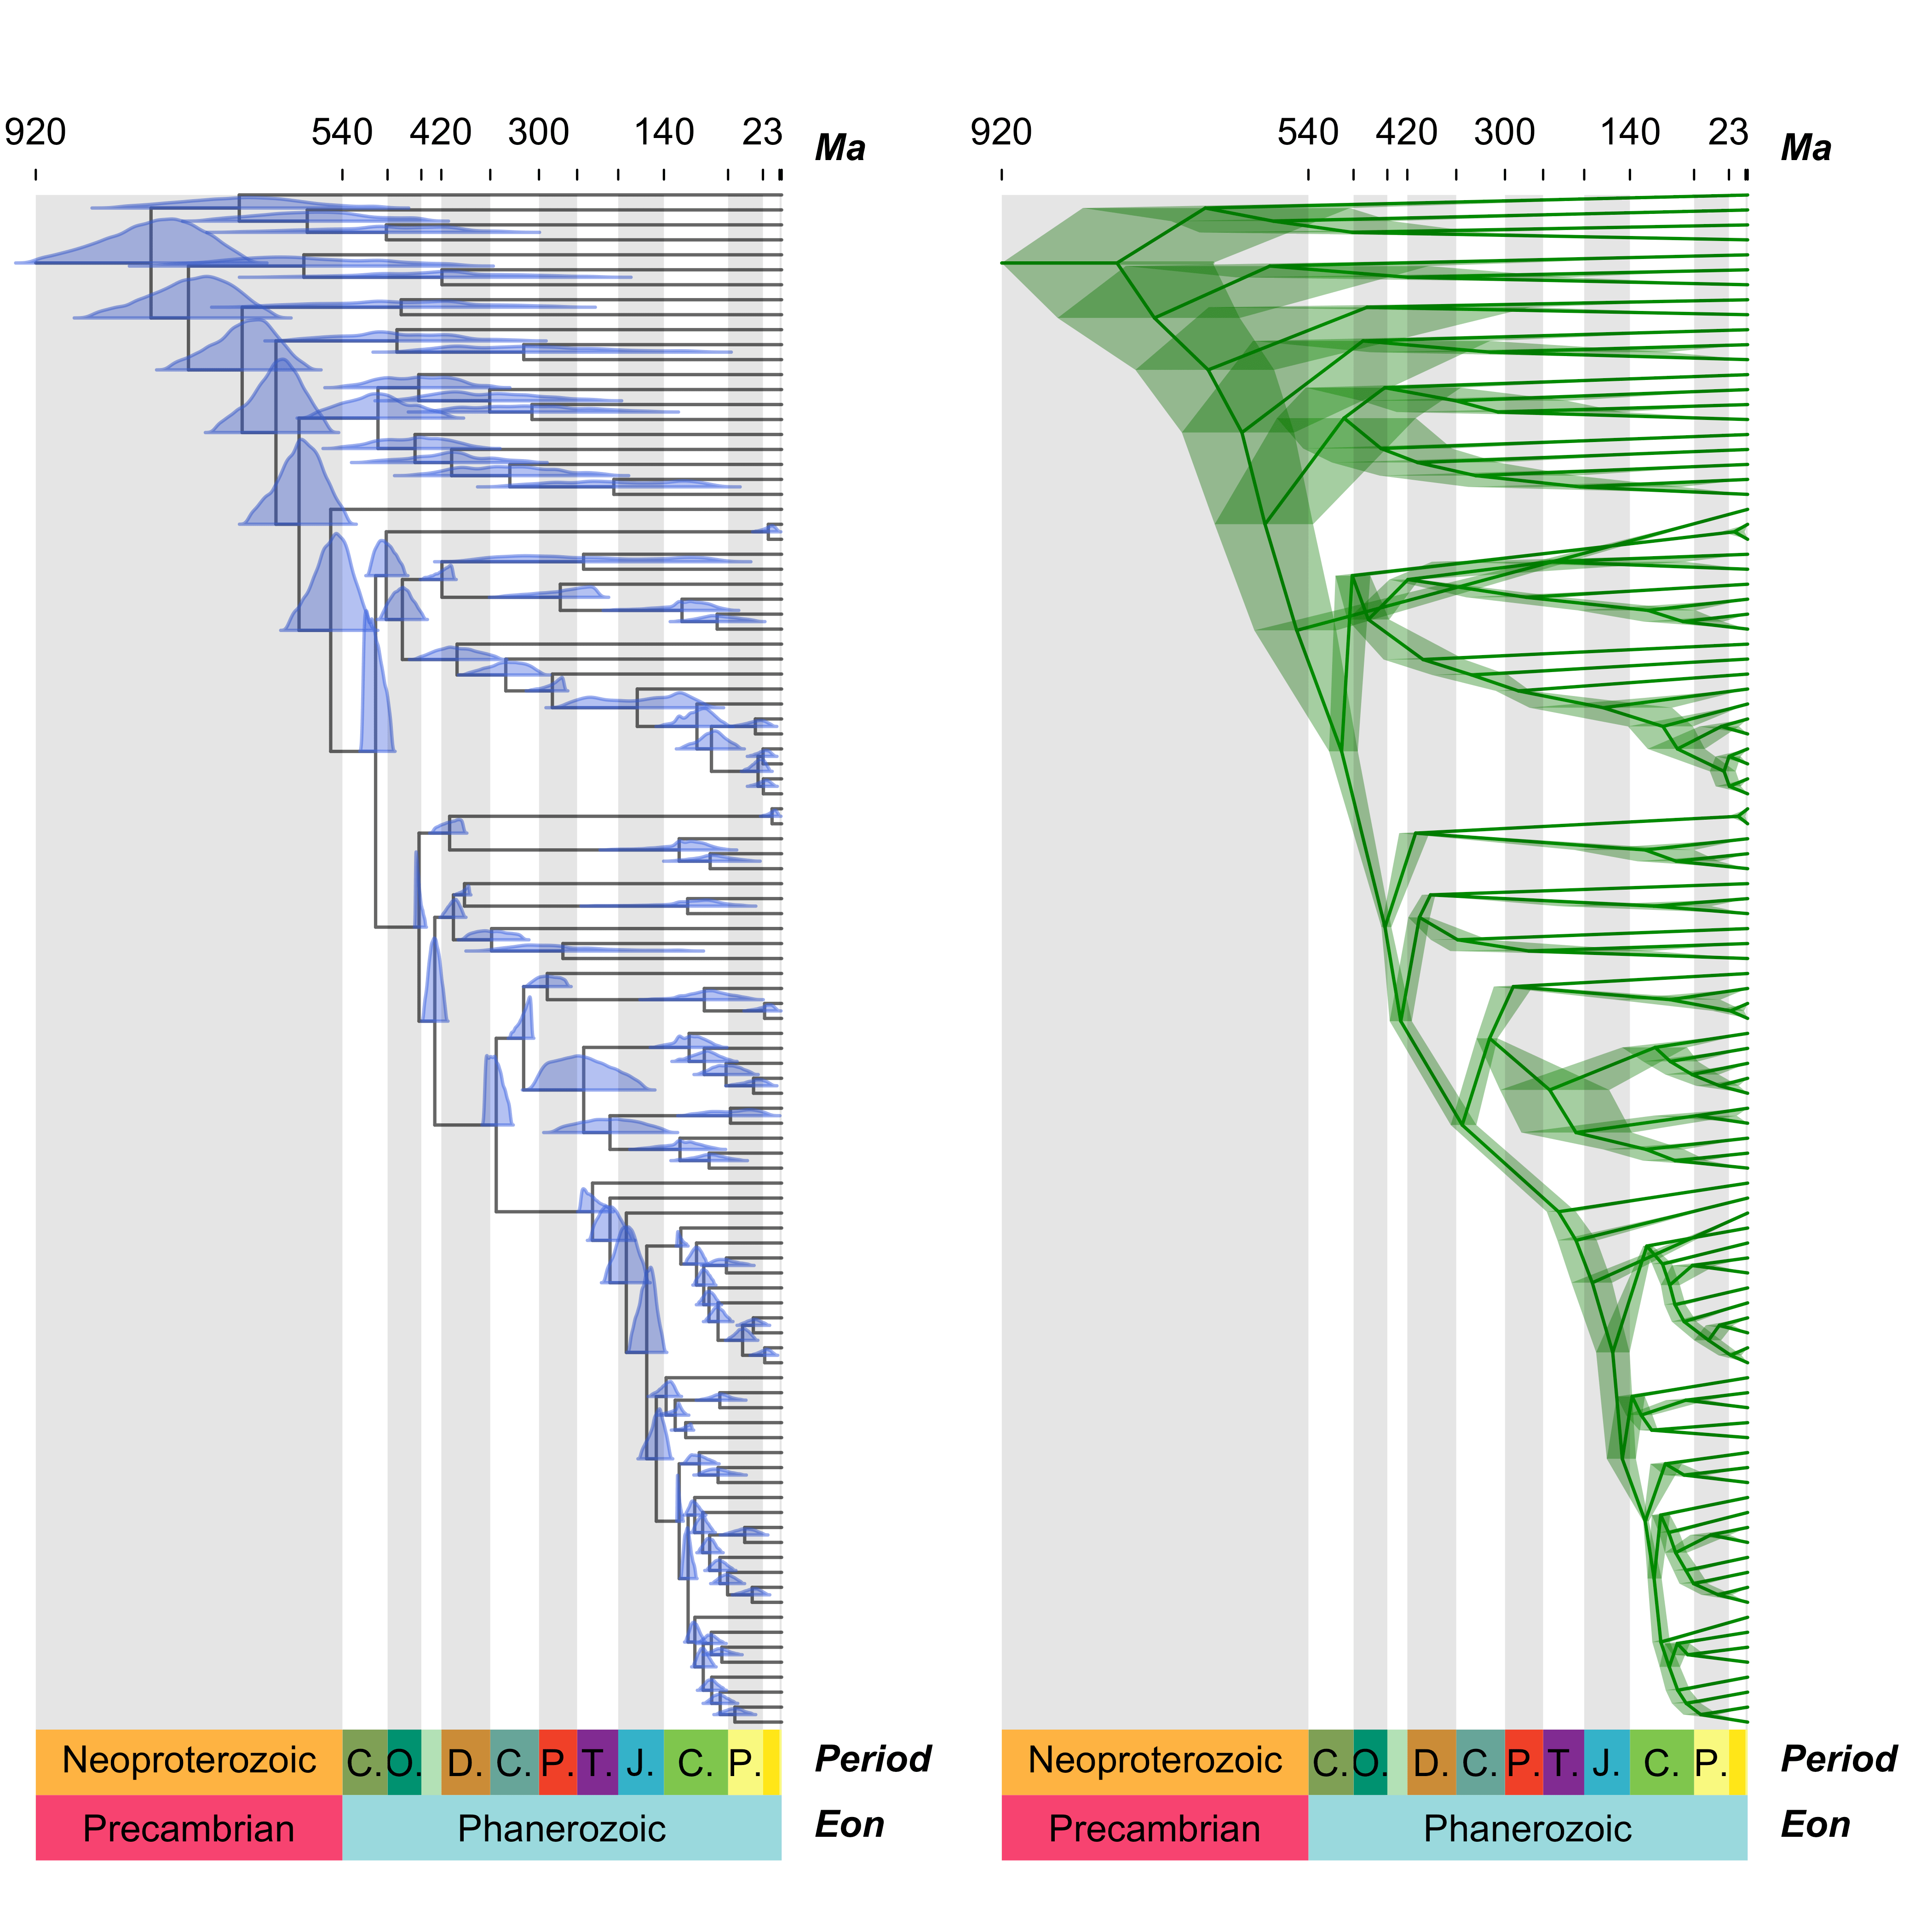 920 540 420 300 140 23 Ma
920 540 420 300 140 23 Ma
Neoproterozoic C. O. D. C. P. T. J. C. P. Period
Neoproterozoic C. O. D. C. P. T. J. C. P. Period
Precambrian Phanerozoic Eon
Precambrian Phanerozoic Eon